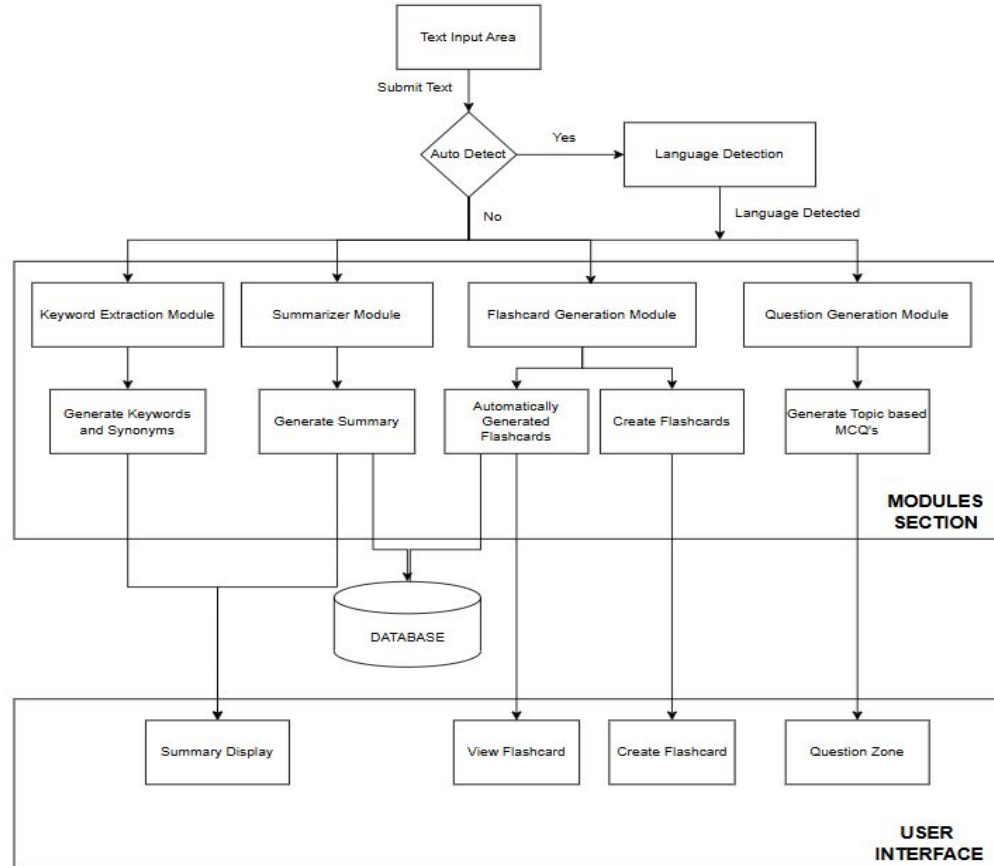 Text Input Area
Submit Text
Auto Detect
Yes
Language Detection
No
Language Detected
Keyword Extraction Module
Summarizer Module
Flashcard Generation Module
Question Generation Module
Generate Keywords
and Synonyms
Generate Summary
Automatically
Generated
Flashcards
Create Flashcards
Generate Topic based
MCQ's
MODULES
SECTION
DATABASE
Summary Display
View Flashcard
Create Flashcard
Question Zone
USER
INTERFACE